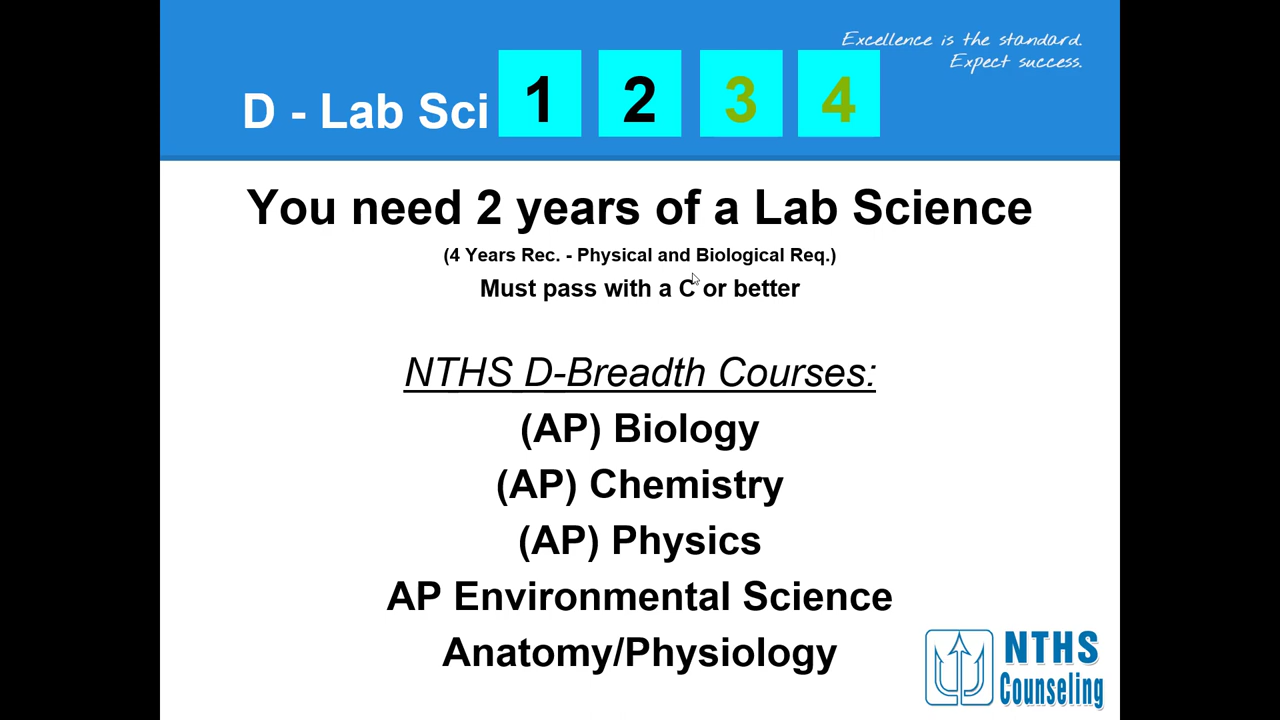 Excellence is the standard.
Expect success.
D - Lab Sci 1 2 3 4
You need 2 years of a Lab Science
(4 Years Rec. - Physical and Biological Req.)
Must pass with a C or better
NTHS D-Breadth Courses:
(AP) Biology
(AP) Chemistry
(AP) Physics
AP Environmental Science
Anatomy/Physiology
NTHS
Counseling